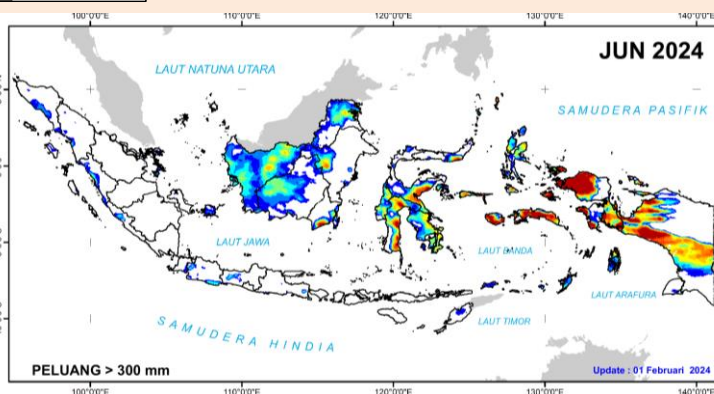 100°0'0"E 110°0'0"E 120°0'0"E 130°0'0"E 140°0'0"E
JUN 2024
LAUT NATUNA UTARA
SAMUDERA PASIFIK
LAUT JAWA
LAUT BANDA
LAUT ARAFURA
SAMUDERA HINDIA
LAUT TIMOR
PELUANG > 300 mm
Update : 01 Februari 2024
100°0'0"E 110°0'0"E 120°0'0"E 130°0'0"E 140°0'0"E